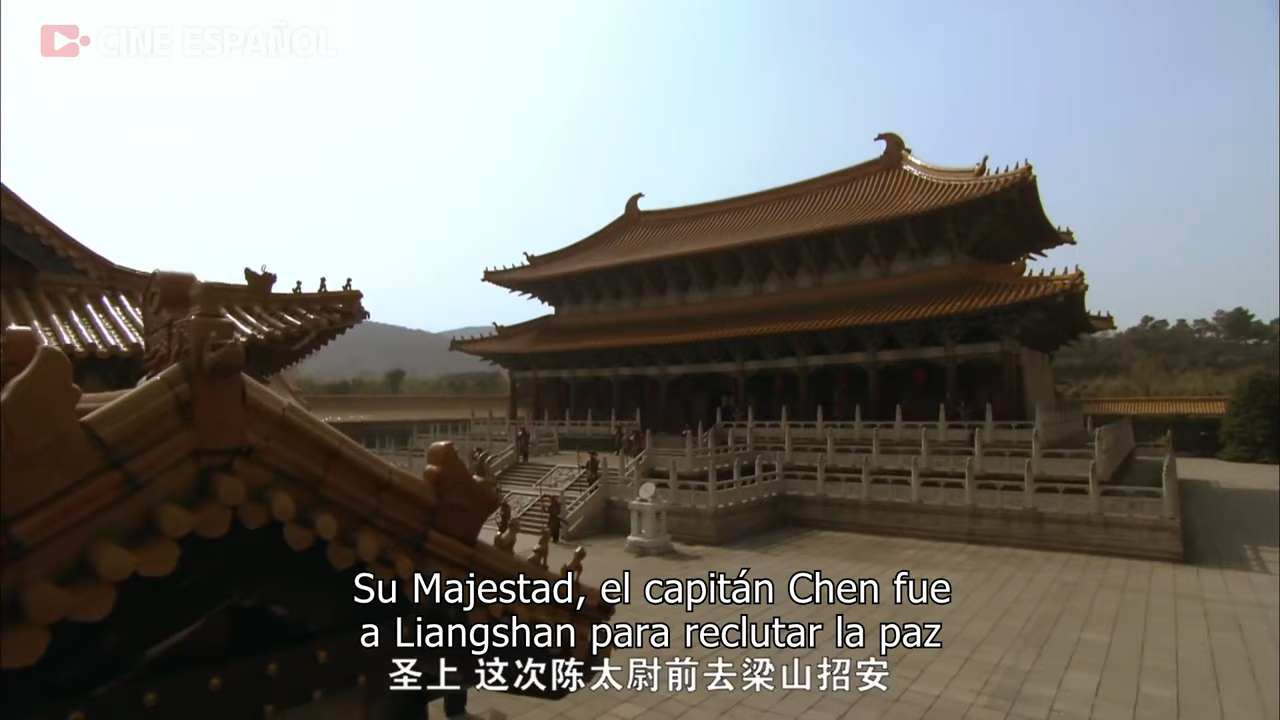 CINE ESPAÑOL
Su Majestad, el capitán Chen fue
a Liangshan para reclutar la paz
圣上 这次陈太尉前去梁山招安